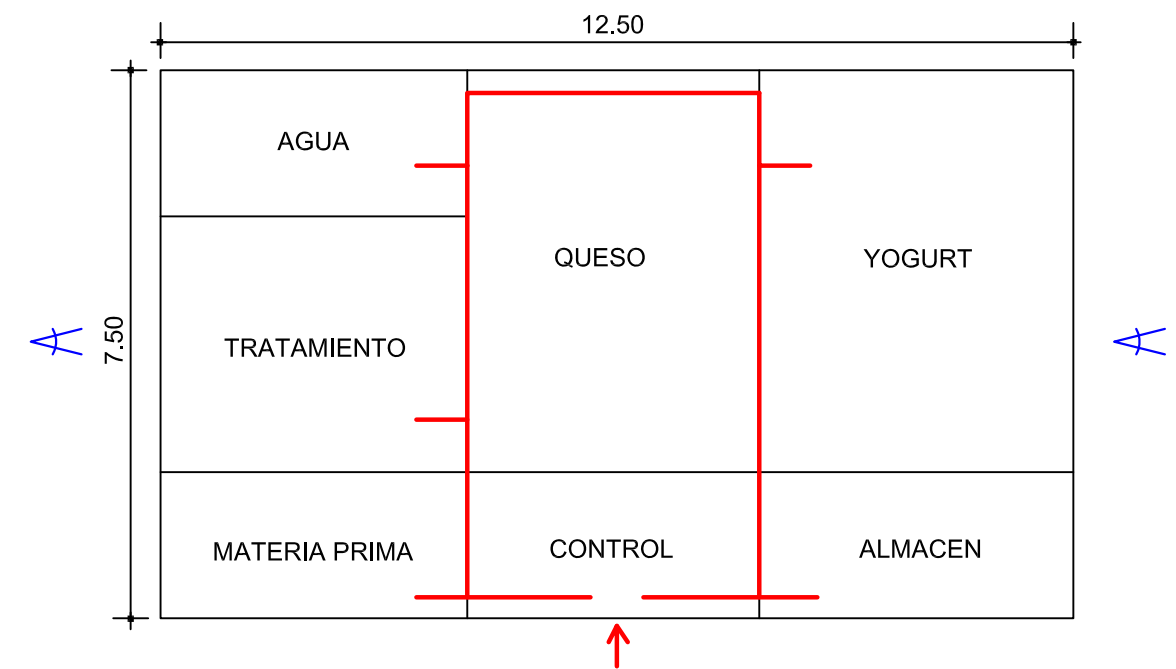 12.50
AGUA
7.50
QUESO
YOGURT
TRATAMIENTO
MATERIA PRIMA
CONTROL
ALMACEN